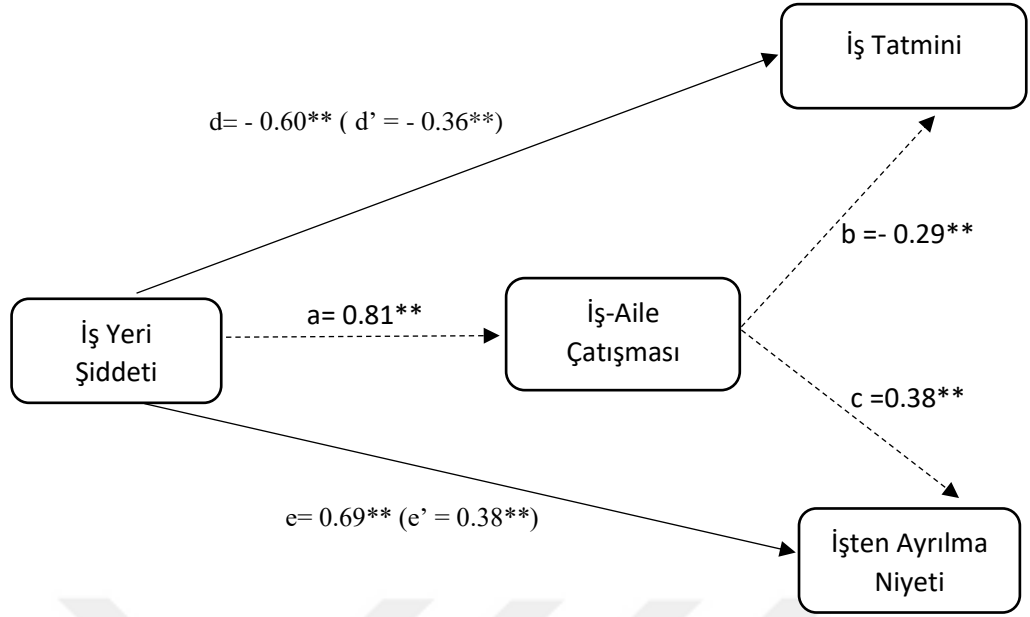 İş Tatmini
d= - 0.60** ( d’ = - 0.36**)
b =- 0.29**
a= 0.81**
İş Yeri
Şiddeti
İş-Aile
Çatışması
c =0.38**
e= 0.69** (e’ = 0.38**)
İşten Ayrılma
Niyeti